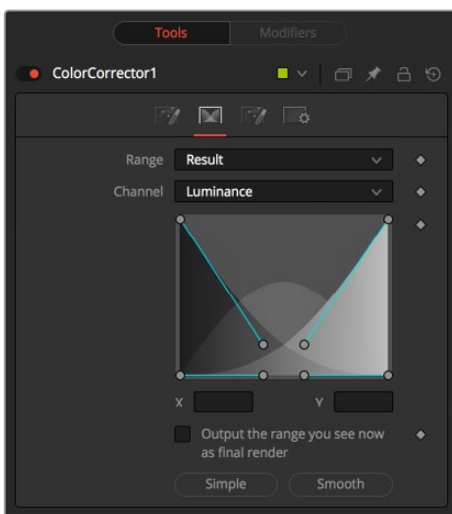 Tools Modifiers
ColorCorrector1
Range Result
Channel Luminance
X Y
Output the range you see now
as final render
Simple Smooth